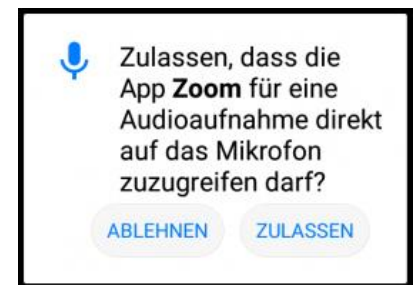 Zulassen, dass die
App Zoom für eine
Audioaufnahme direkt
auf das Mikrofon
zuzugreifen darf?
ABLEHNEN ZULASSEN